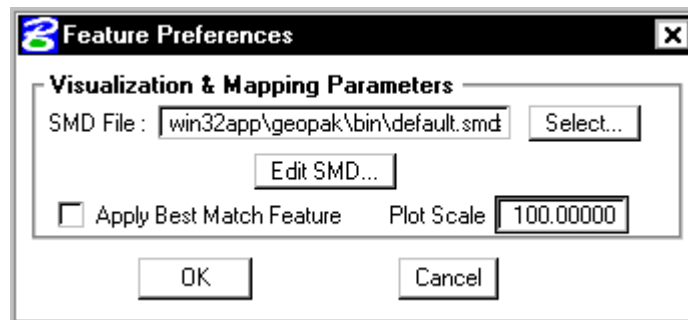 Feature Preferences
Visualization & Mapping Parameters
SMD File : win32app\geopak\bin\default.smd Select...
Edit SMD...
Apply Best Match Feature Plot Scale 100.00000
OK Cancel